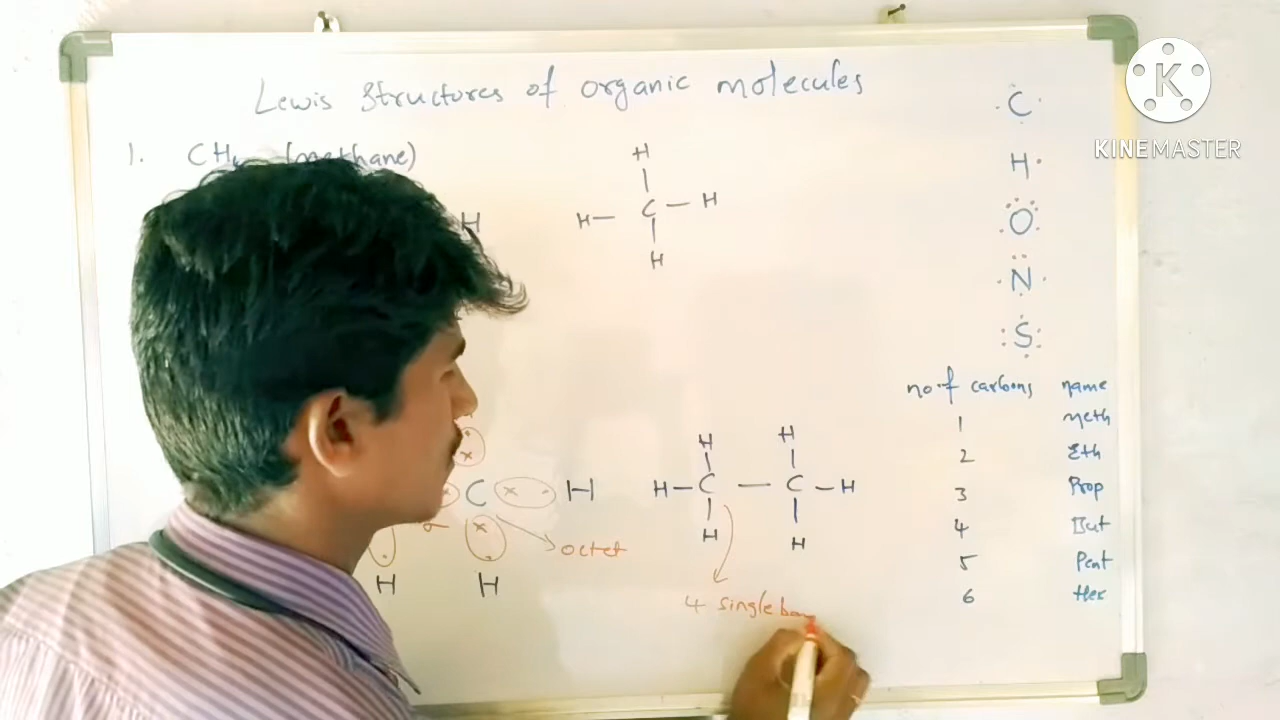 Lewis structures of organic molecules
1. CH4 (methane)
H
H
H— C —H
H
C
H
O
N
S
no.of carbons name
1 Meth
2 Eth
3 Prop
4 But
5 Pent
6 Hex
C H
octet
H H
H H
H—C — C—H
H H
4 single bon
K
KINEMASTER